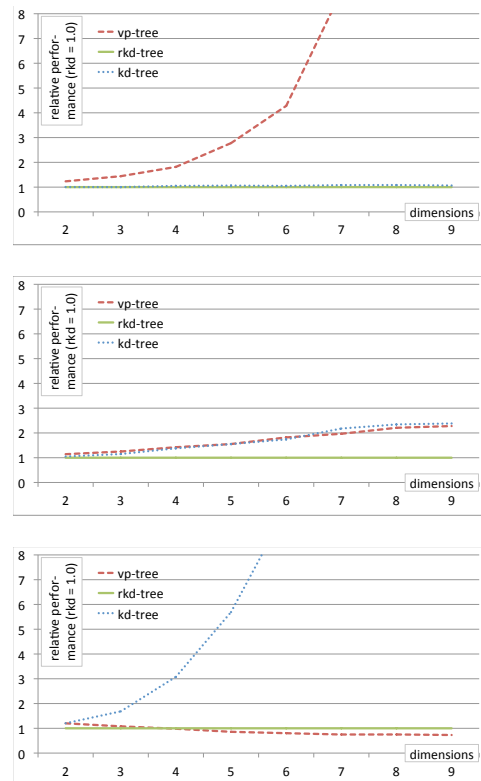 8
7
6
5
4
3
2
1
0
relative perfor-
mance (rkd = 1.0)
vp-tree
rkd-tree
kd-tree
dimensions
2 3 4 5 6 7 8 9
8
7
6
5
4
3
2
1
0
relative perfor-
mance (rkd = 1.0)
vp-tree
rkd-tree
kd-tree
dimensions
2 3 4 5 6 7 8 9
8
7
6
5
4
3
2
1
0
relative perfor-
mance (rkd = 1.0)
vp-tree
rkd-tree
kd-tree
dimensions
2 3 4 5 6 7 8 9